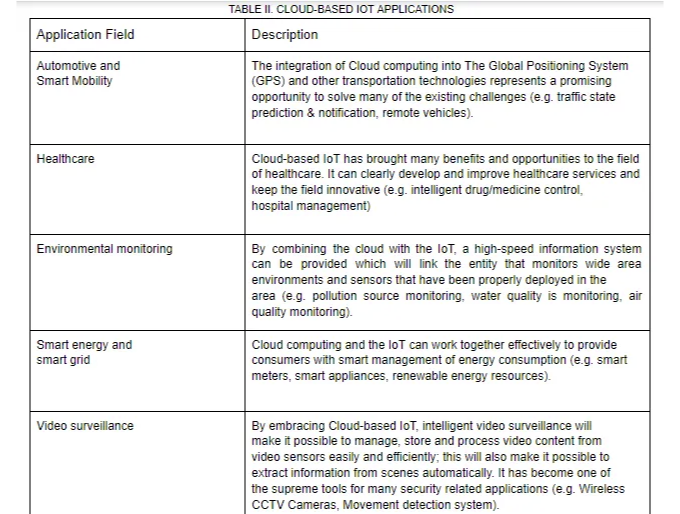 TABLE II. CLOUD-BASED IOT APPLICATIONS
Application Field
Description
Automotive and
Smart Mobility
The integration of Cloud computing into The Global Positioning System
(GPS) and other transportation technologies represents a promising
opportunity to solve many of the existing challenges (e.g. traffic state
prediction & notification, remote vehicles).
Healthcare
Cloud-based IoT has brought many benefits and opportunities to the field
of healthcare. It can clearly develop and improve healthcare services and
keep the field innovative (e.g. intelligent drug/medicine control,
hospital management)
Environmental monitoring
By combining the cloud with the IoT, a high-speed information system
can be provided which will link the entity that monitors wide area
environments and sensors that have been properly deployed in the
area (e.g. pollution source monitoring, water quality is monitoring, air
quality monitoring).
Smart energy and
smart grid
Cloud computing and the IoT can work together effectively to provide
consumers with smart management of energy consumption (e.g. smart
meters, smart appliances, renewable energy resources).
Video surveillance
By embracing Cloud-based IoT, intelligent video surveillance will
make it possible to manage, store and process video content from
video sensors easily and efficiently; this will also make it possible to
extract information from scenes automatically. It has become one of
the supreme tools for many security related applications (e.g. Wireless
CCTV Cameras, Movement detection system).